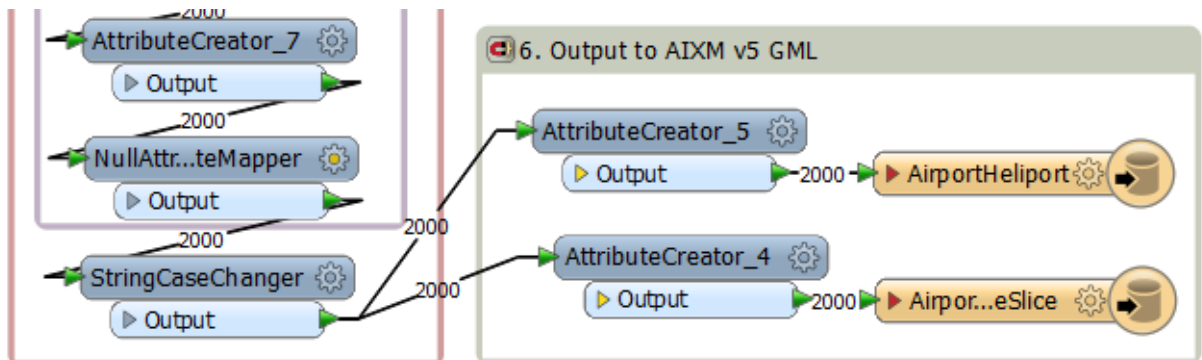 2000
AttributeCreator_7
Output
2000
NullAttr...teMapper
Output
2000
StringCaseChanger
Output
2000
2000
6. Output to AIXM v5 GML
AttributeCreator_5
Output
2000
AirportHeliport
AttributeCreator_4
Output
2000
Airpor...eSlice